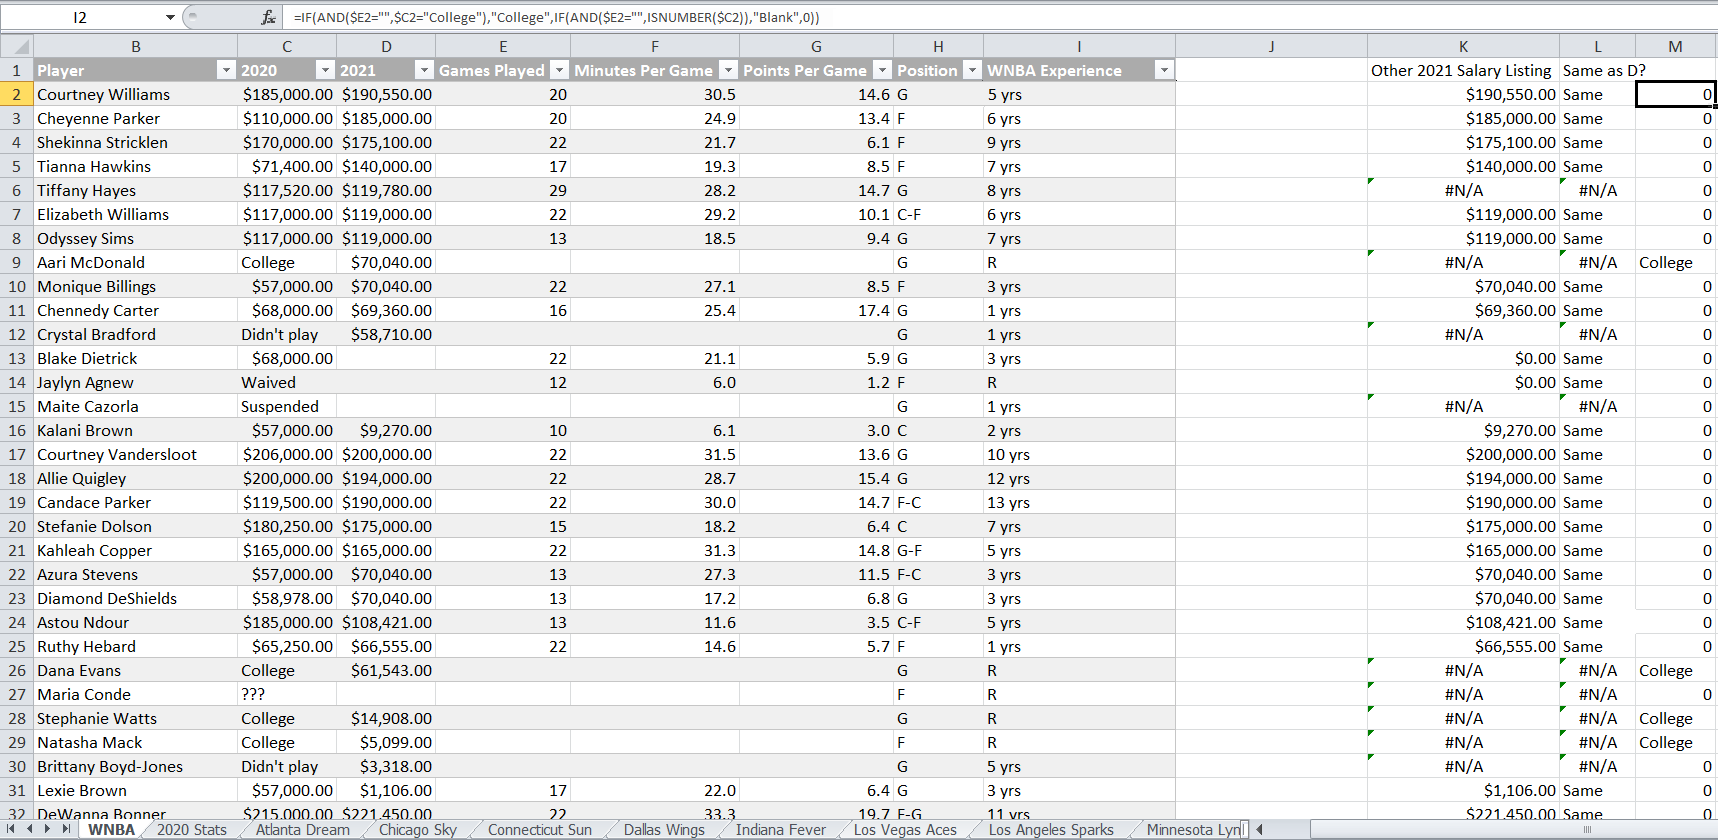 I2 fx =IF(AND($E2="",$C2="College"),"College",IF(AND($E2="",ISNUMBER($C2)),"Blank",0))
B C D E F G H I J K L M
1 Player 2020 2021 Games Played Minutes Per Game Points Per Game Position WNBA Experience Other 2021 Salary Listing Same as D?
2 Courtney Williams $185,000.00 $190,550.00 20 30.5 14.6 G 5 yrs $190,550.00 Same 0
3 Cheyenne Parker $110,000.00 $185,000.00 20 24.9 13.4 F 6 yrs $185,000.00 Same 0
4 Shekinna Stricklen $170,000.00 $175,100.00 22 21.7 6.1 F 9 yrs $175,100.00 Same 0
5 Tianna Hawkins $71,400.00 $140,000.00 17 19.3 8.5 F 7 yrs $140,000.00 Same 0
6 Tiffany Hayes $117,520.00 $119,780.00 29 28.2 14.7 G 8 yrs #N/A #N/A 0
7 Elizabeth Williams $117,000.00 $119,000.00 22 29.2 10.1 C-F 6 yrs $119,000.00 Same 0
8 Odyssey Sims $117,000.00 $119,000.00 13 18.5 9.4 G 7 yrs $119,000.00 Same 0
9 Aari McDonald College $70,040.00 G R #N/A #N/A College
10 Monique Billings $57,000.00 $70,040.00 22 27.1 8.5 F 3 yrs $70,040.00 Same 0
11 Chennedy Carter $68,000.00 $69,360.00 16 25.4 17.4 G 1 yrs $69,360.00 Same 0
12 Crystal Bradford Didn't play $58,710.00 G 1 yrs #N/A #N/A 0
13 Blake Dietrick $68,000.00 22 21.1 5.9 G 3 yrs $0.00 Same 0
14 Jaylyn Agnew Waived 12 6.0 1.2 F R $0.00 Same 0
15 Maite Cazorla Suspended G 1 yrs #N/A #N/A 0
16 Kalani Brown $57,000.00 $9,270.00 10 6.1 3.0 C 2 yrs $9,270.00 Same 0
17 Courtney Vandersloot $206,000.00 $200,000.00 22 31.5 13.6 G 10 yrs $200,000.00 Same 0
18 Allie Quigley $200,000.00 $194,000.00 22 28.7 15.4 G 12 yrs $194,000.00 Same 0
19 Candace Parker $119,500.00 $190,000.00 22 30.0 14.7 F-C 13 yrs $190,000.00 Same 0
20 Stefanie Dolson $180,250.00 $175,000.00 15 18.2 6.4 C 7 yrs $175,000.00 Same 0
21 Kahleah Copper $165,000.00 $165,000.00 22 31.3 14.8 G-F 5 yrs $165,000.00 Same 0
22 Azura Stevens $57,000.00 $70,040.00 13 27.3 11.5 F-C 3 yrs $70,040.00 Same 0
23 Diamond DeShields $58,978.00 $70,040.00 13 17.2 6.8 G 3 yrs $70,040.00 Same 0
24 Astou Ndour $185,000.00 $108,421.00 13 11.6 3.5 C-F 5 yrs $108,421.00 Same 0
25 Ruthy Hebard $65,250.00 $66,555.00 22 14.6 5.7 F 1 yrs $66,555.00 Same 0
26 Dana Evans College $61,543.00 G R #N/A #N/A College
27 Maria Conde ??? F R #N/A #N/A 0
28 Stephanie Watts College $14,908.00 G R #N/A #N/A College
29 Natasha Mack College $5,099.00 F R #N/A #N/A College
30 Brittany Boyd-Jones Didn't play $3,318.00 G 5 yrs #N/A #N/A 0
31 Lexie Brown $57,000.00 $1,106.00 17 22.0 6.4 G 3 yrs $1,106.00 Same 0
32 DeWanna Bonner $215,000.00 $221,450.00 22 33.3 19.7 F-G 11 yrs $221,450.00 Same 0
WNBA 2020 Stats Atlanta Dream Chicago Sky Connecticut Sun Dallas Wings Indiana Fever Los Vegas Aces Los Angeles Sparks Minnesota Lyn